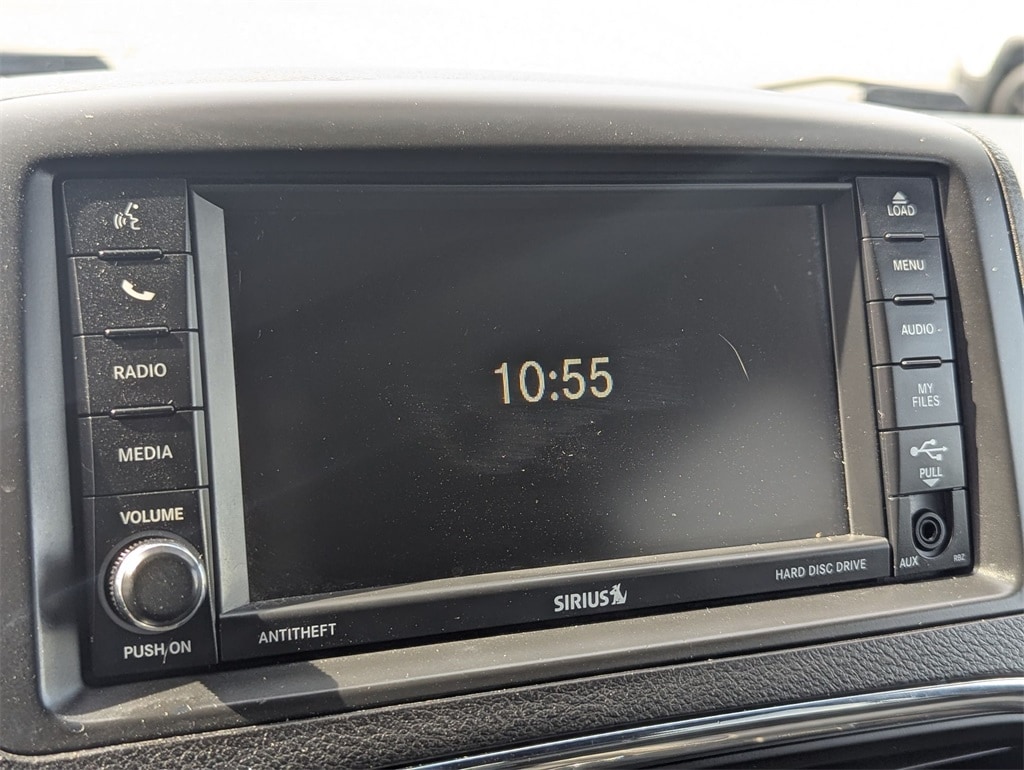 LOAD
MENU
AUDIO
MY
FILES
PULL
AUX
RBZ
RADIO
MEDIA
VOLUME
PUSH/ON
10:55
ANTITHEFT
SIRIUS
HARD DISC DRIVE